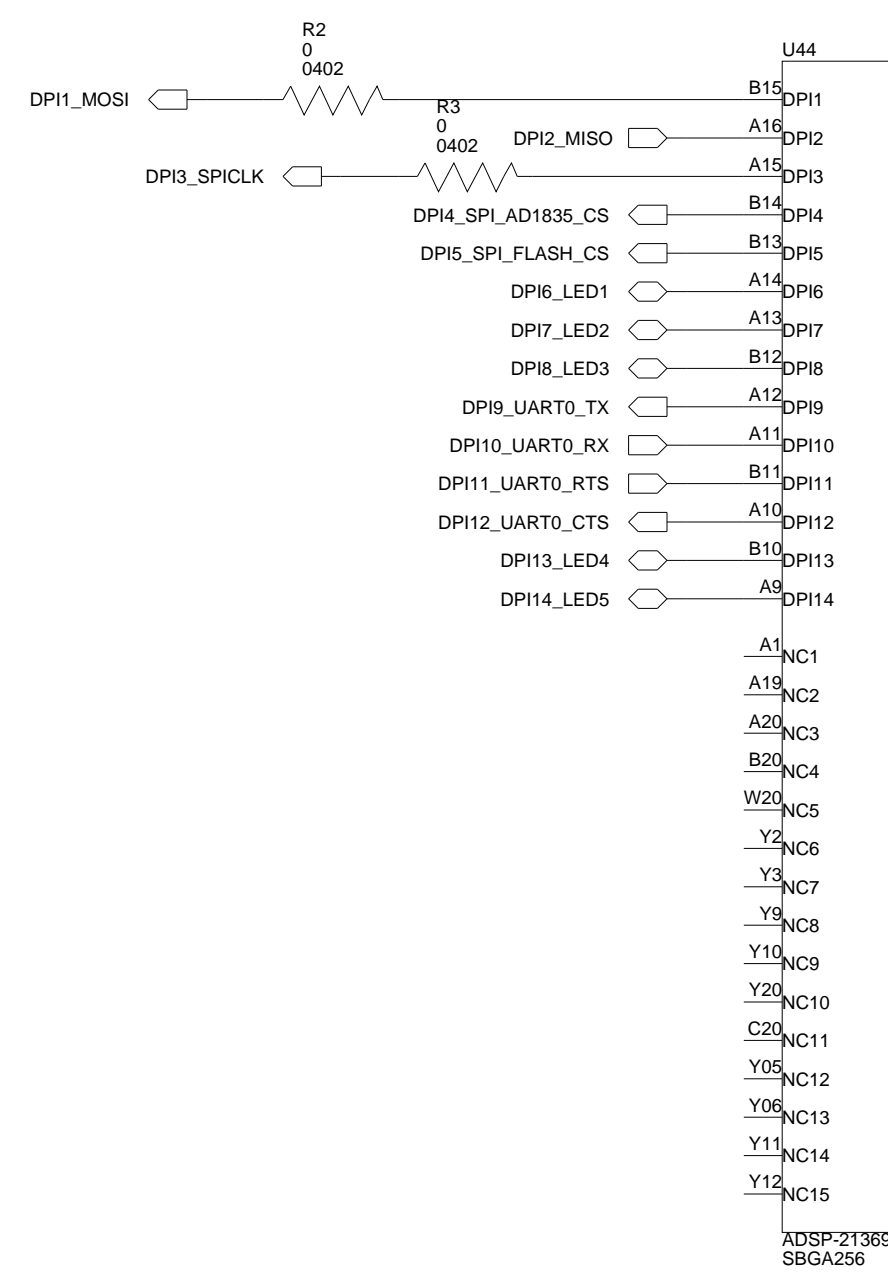 R2
0
0402
U44
DPI1_MOSI B15 DPI1
R3
0
0402
DPI2_MISO A16 DPI2
DPI3_SPICLK A15 DPI3
DPI4_SPI_AD1835_CS B14 DPI4
DPI5_SPI_FLASH_CS B13 DPI5
DPI6_LED1 A14 DPI6
DPI7_LED2 A13 DPI7
DPI8_LED3 B12 DPI8
DPI9_UART0_TX A12 DPI9
DPI10_UART0_RX A11 DPI10
DPI11_UART0_RTS B11 DPI11
DPI12_UART0_CTS A10 DPI12
DPI13_LED4 B10 DPI13
DPI14_LED5 A9 DPI14
A1 NC1
A19 NC2
A20 NC3
B20 NC4
W20 NC5
Y2 NC6
Y3 NC7
Y9 NC8
Y10 NC9
Y20 NC10
C20 NC11
Y05 NC12
Y06 NC13
Y11 NC14
Y12 NC15
ADSP-21369
SBGA256